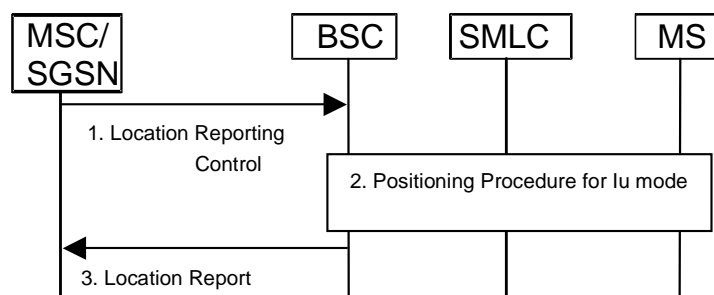 MSC/
SGSN
BSC
SMLC
MS
1. Location Reporting
Control
2. Positioning Procedure for Iu mode
3. Location Report